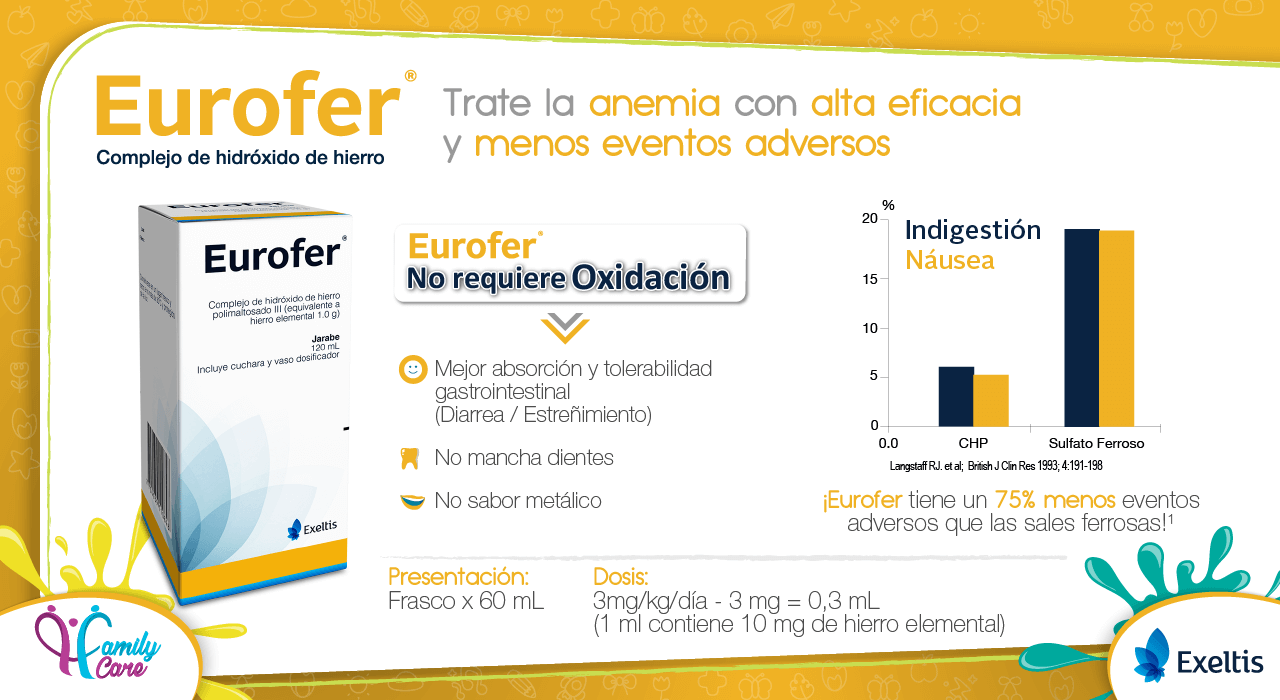 Eurofer®
Complejo de hidróxido de hierro
Trate la anemia con alta eficacia
y menos eventos adversos
Eurofer®
Complejo de hidróxido de hierro
polimaltosado III (equivalente a
hierro elemental 1.0 g)
Jarabe
120 mL
Incluye cuchara y vaso dosificador
Exeltis
Eurofer®
No requiere Oxidación
Mejor absorción y tolerabilidad
gastrointestinal
(Diarrea / Estreñimiento)
No mancha dientes
No sabor metálico
%
20
15
10
5
0
0.0
Indigestión
Náusea
CHP
Sulfato Ferroso
Langstaff RJ. et al; British J Clin Res 1993; 4:191-198
¡Eurofer tiene un 75% menos eventos
adversos que las sales ferrosas!¹
Presentación:
Frasco x 60 mL
Dosis:
3mg/kg/día - 3 mg = 0,3 mL
(1 ml contiene 10 mg de hierro elemental)
Family
Care
Exeltis